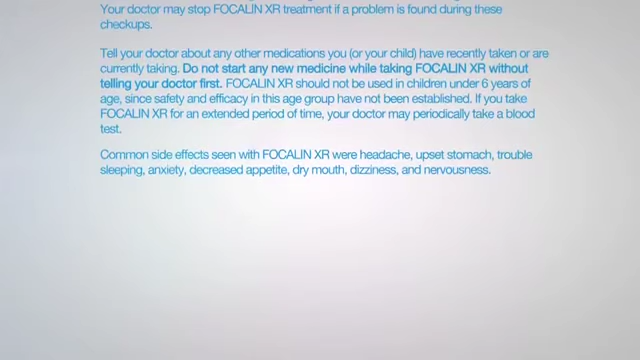 Your doctor may stop FOCALIN XR treatment if a problem is found during these
checkups.
Tell your doctor about any other medications you (or your child) have recently taken or are
currently taking. Do not start any new medicine while taking FOCALIN XR without
telling your doctor first. FOCALIN XR should not be used in children under 6 years of
age, since safety and efficacy in this age group have not been established. If you take
FOCALIN XR for an extended period of time, your doctor may periodically take a blood
test.
Common side effects seen with FOCALIN XR were headache, upset stomach, trouble
sleeping, anxiety, decreased appetite, dry mouth, dizziness, and nervousness.